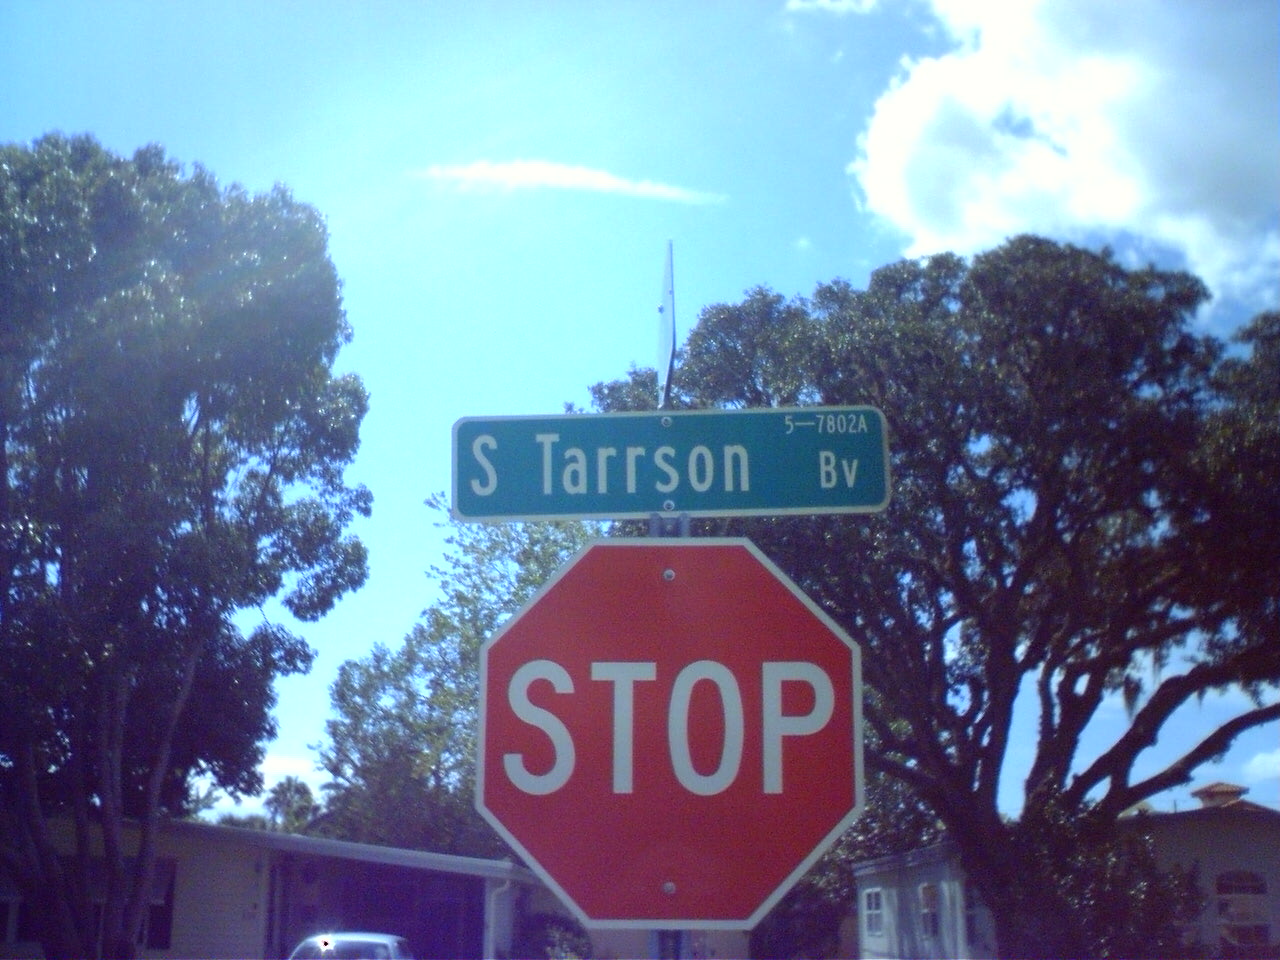 5—7802A
S Tarrson Bv
STOP